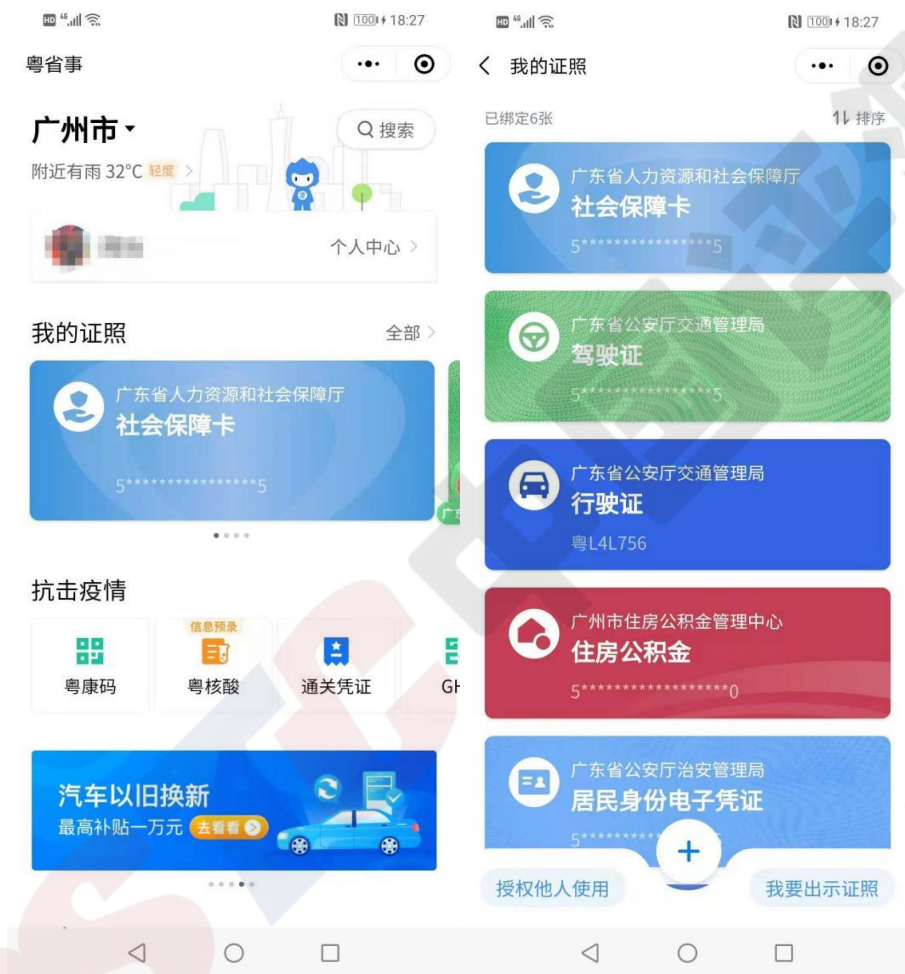 HD 4G 100 18:27
粤省事
广州市
搜索
附近有雨 32°C 轻度
个人中心
我的证照 全部
广东省人力资源和社会保障厅
社会保障卡
5****************5
抗击疫情
信息预录
粤康码 粤核酸 通关凭证
汽车以旧换新
最高补贴一万元 去看看
HD 4G 100 18:27
我的证照
已绑定6张 排序
广东省人力资源和社会保障厅
社会保障卡
5****************5
广东省公安厅交通管理局
驾驶证
5****************5
广东省公安厅交通管理局
行驶证
粤L4L756
广州市住房公积金管理中心
住房公积金
5******************0
广东省公安厅治安管理局
居民身份电子凭证
授权他人使用 我要出示证照